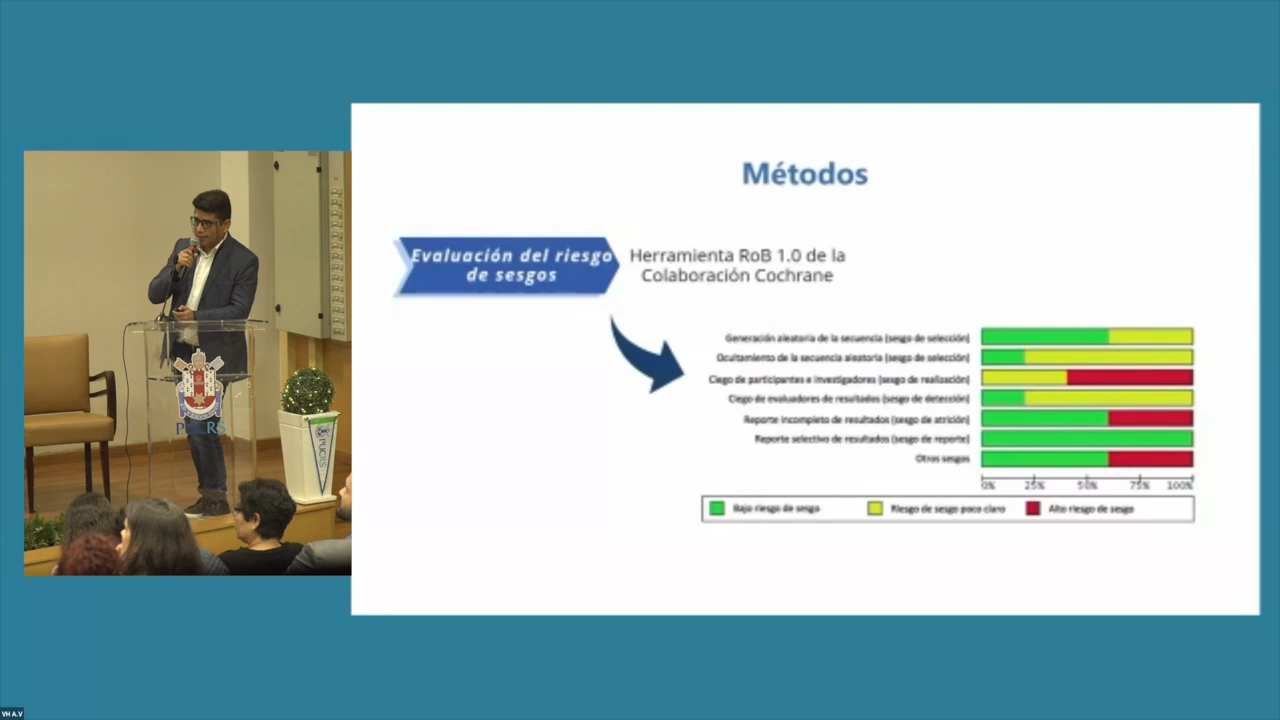 Métodos
Evaluación del riesgo
de sesgos
Herramienta RoB 1.0 de la
Colaboración Cochrane
Generación aleatoria de la secuencia (sesgo de selección)
Ocultamiento de la secuencia aleatoria (sesgo de selección)
Ciego de participantes e investigadores (sesgo de realización)
Ciego de evaluadores de resultados (sesgo de detección)
Reporte incompleto de resultados (sesgo de atrición)
Reporte selectivo de resultados (sesgo de reporte)
Otros sesgos
0% 25% 50% 75% 100%
Bajo riesgo de sesgo
Riesgo de sesgo poco claro
Alto riesgo de sesgo
PUCRS
VH A.V